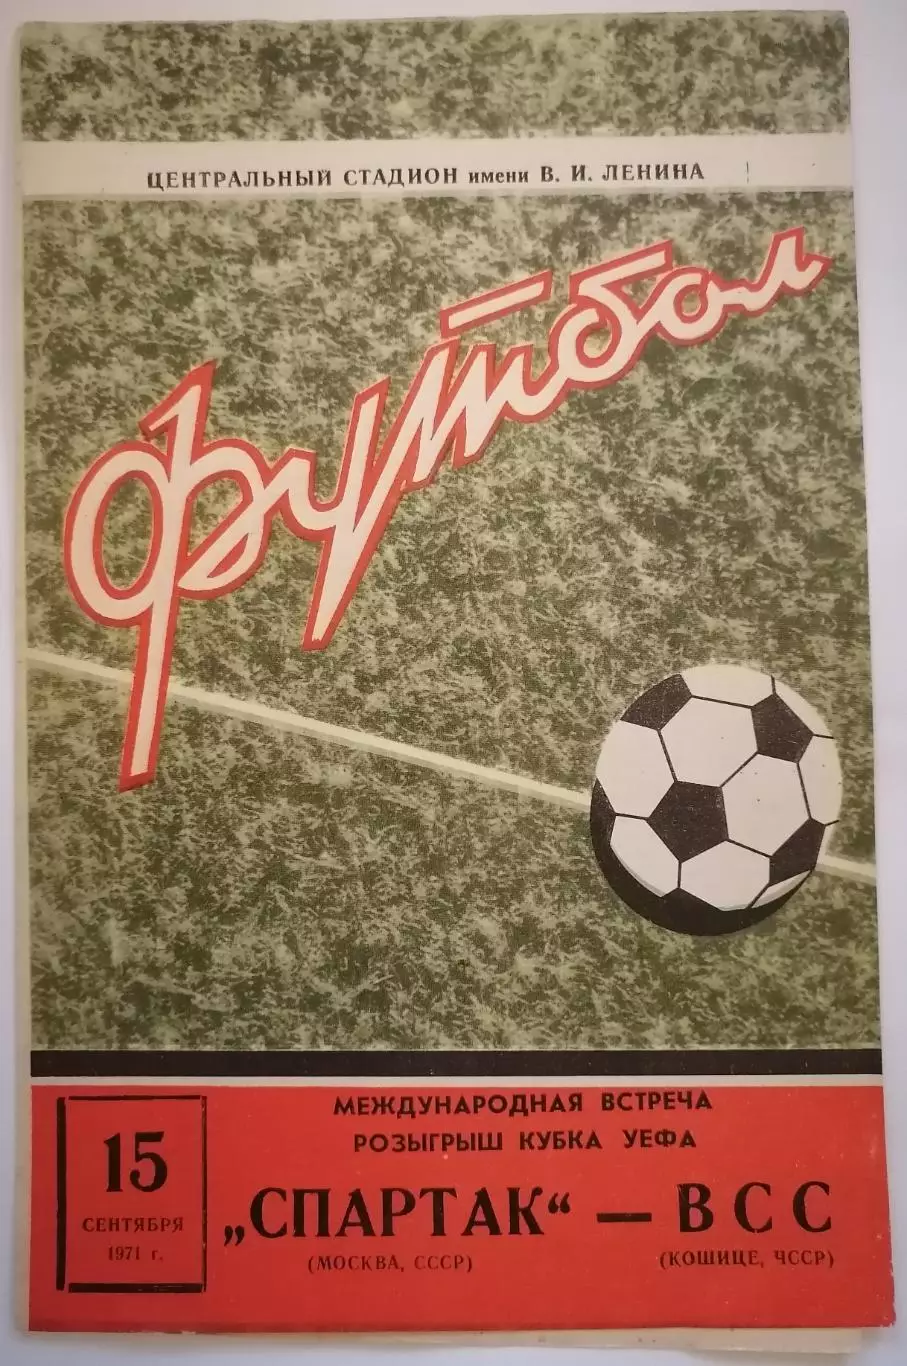 ЦЕНТРАЛЬНЫЙ СТАДИОН имени В. И. ЛЕНИНА
Футбол
15
СЕНТЯБРЯ
1971 г.
МЕЖДУНАРОДНАЯ ВСТРЕЧА
РОЗЫГРЫШ КУБКА УЕФА
„СПАРТАК“ — ВСС
(МОСКВА, СССР) (КОШИЦЕ, ЧССР)